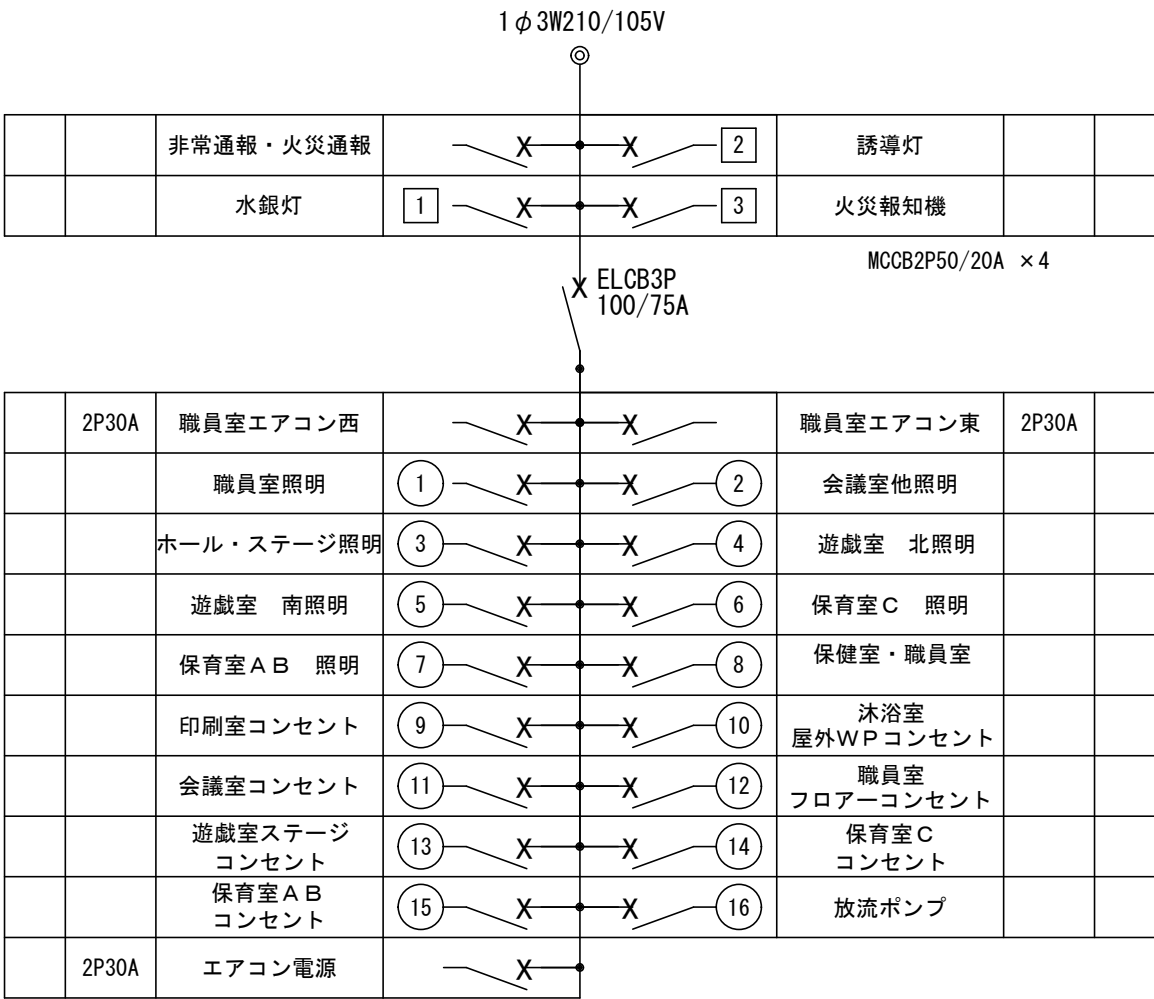 1φ3W210/105V
非常通報・火災通報
2
誘導灯
水銀灯
1
3
火災報知機
MCCB2P50/20A ×4
ELCB3P
100/75A
2P30A
職員室エアコン西
職員室エアコン東
2P30A
職員室照明
1
2
会議室他照明
ホール・ステージ照明
3
4
遊戯室 北照明
遊戯室 南照明
5
6
保育室C 照明
保育室AB 照明
7
8
保健室・職員室
印刷室コンセント
9
10
沐浴室
屋外WPコンセント
会議室コンセント
11
12
職員室
フロアーコンセント
遊戯室ステージ
コンセント
13
14
保育室C
コンセント
保育室AB
コンセント
15
16
放流ポンプ
2P30A
エアコン電源